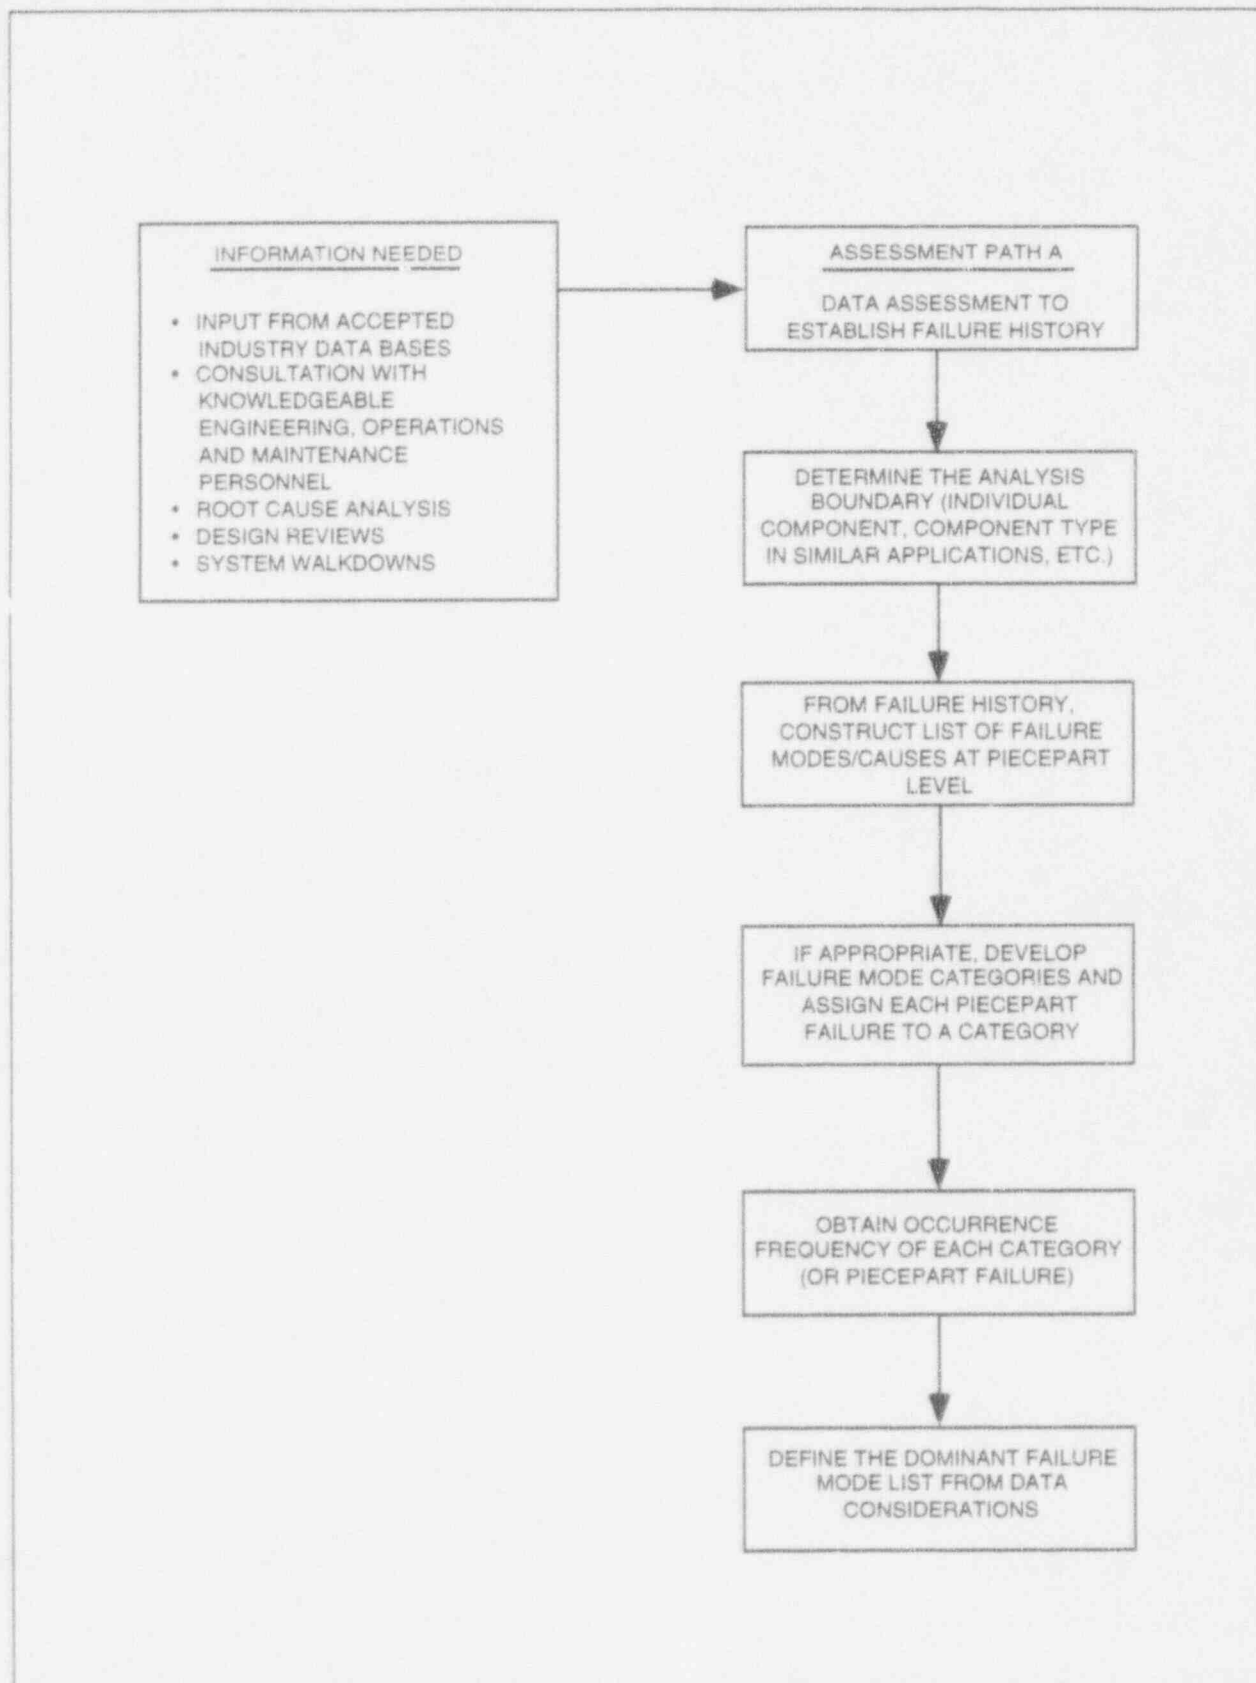 INFORMATION NEEDED
• INPUT FROM ACCEPTED
INDUSTRY DATA BASES
• CONSULTATION WITH
KNOWLEDGEABLE
ENGINEERING, OPERATIONS
AND MAINTENANCE
PERSONNEL
• ROOT CAUSE ANALYSIS
• DESIGN REVIEWS
• SYSTEM WALKDOWNS
ASSESSMENT PATH A
DATA ASSESSMENT TO
ESTABLISH FAILURE HISTORY
DETERMINE THE ANALYSIS
BOUNDARY (INDIVIDUAL
COMPONENT, COMPONENT TYPE
IN SIMILAR APPLICATIONS, ETC.)
FROM FAILURE HISTORY,
CONSTRUCT LIST OF FAILURE
MODES/CAUSES AT PIECEPART
LEVEL
IF APPROPRIATE, DEVELOP
FAILURE MODE CATEGORIES AND
ASSIGN EACH PIECEPART
FAILURE TO A CATEGORY
OBTAIN OCCURRENCE
FREQUENCY OF EACH CATEGORY
(OR PIECEPART FAILURE)
DEFINE THE DOMINANT FAILURE
MODE LIST FROM DATA
CONSIDERATIONS